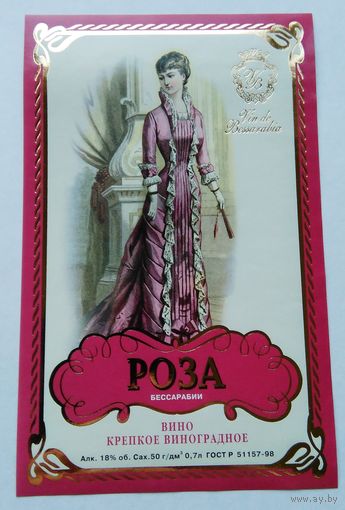 Vin de
Bessarabia
РОЗА
БЕССАРАБИИ
ВИНО
КРЕПКОЕ ВИНОГРАДНОЕ
Алк. 18% об. Сах. 50 г/дм³ 0,7л ГОСТ Р 51157-98
www.ay.by